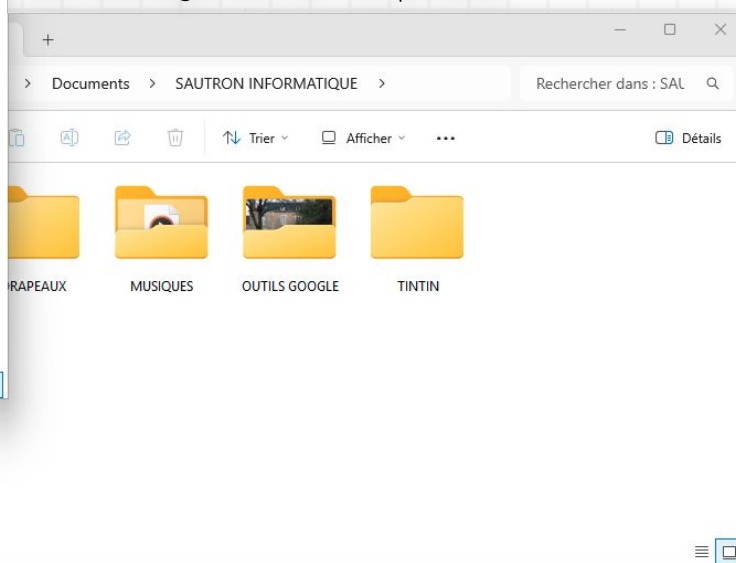 +
> Documents > SAUTRON INFORMATIQUE >
Rechercher dans : SAU
Trier
Afficher
...
Détails
RAPEAUX
MUSIQUES
OUTILS GOOGLE
TINTIN